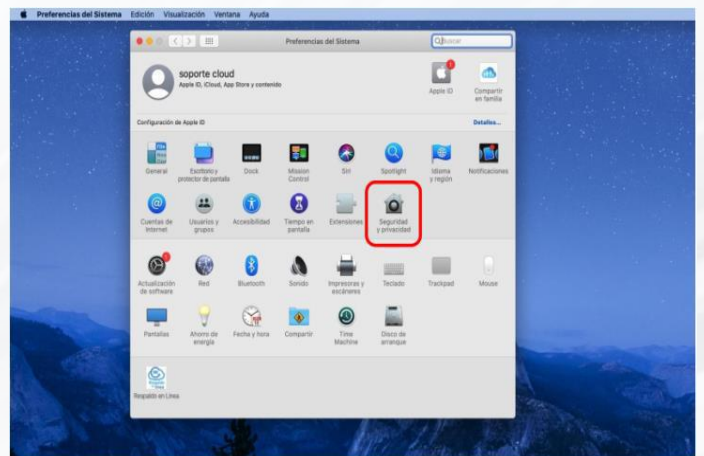 Preferencias del Sistema Edición Visualización Ventana Ayuda
Preferencias del Sistema
Buscar
soporte cloud
Apple ID, iCloud, App Store y contenido
Apple ID
Compartir
en familia
Configuración de Apple ID
Detalles...
General
Escritorio y
protector de pantalla
Dock
Mission
Control
Siri
Spotlight
Idioma
y región
Notificaciones
Cuentas de
Internet
Usuarios y
grupos
Accesibilidad
Tiempo en
pantalla
Extensiones
Seguridad
y privacidad
Actualización
de software
Red
Bluetooth
Sonido
Impresoras y
escáneres
Teclado
Trackpad
Mouse
Pantallas
Ahorro de
energía
Fecha y hora
Compartir
Time
Machine
Disco de
arranque
Respaldo en Línea